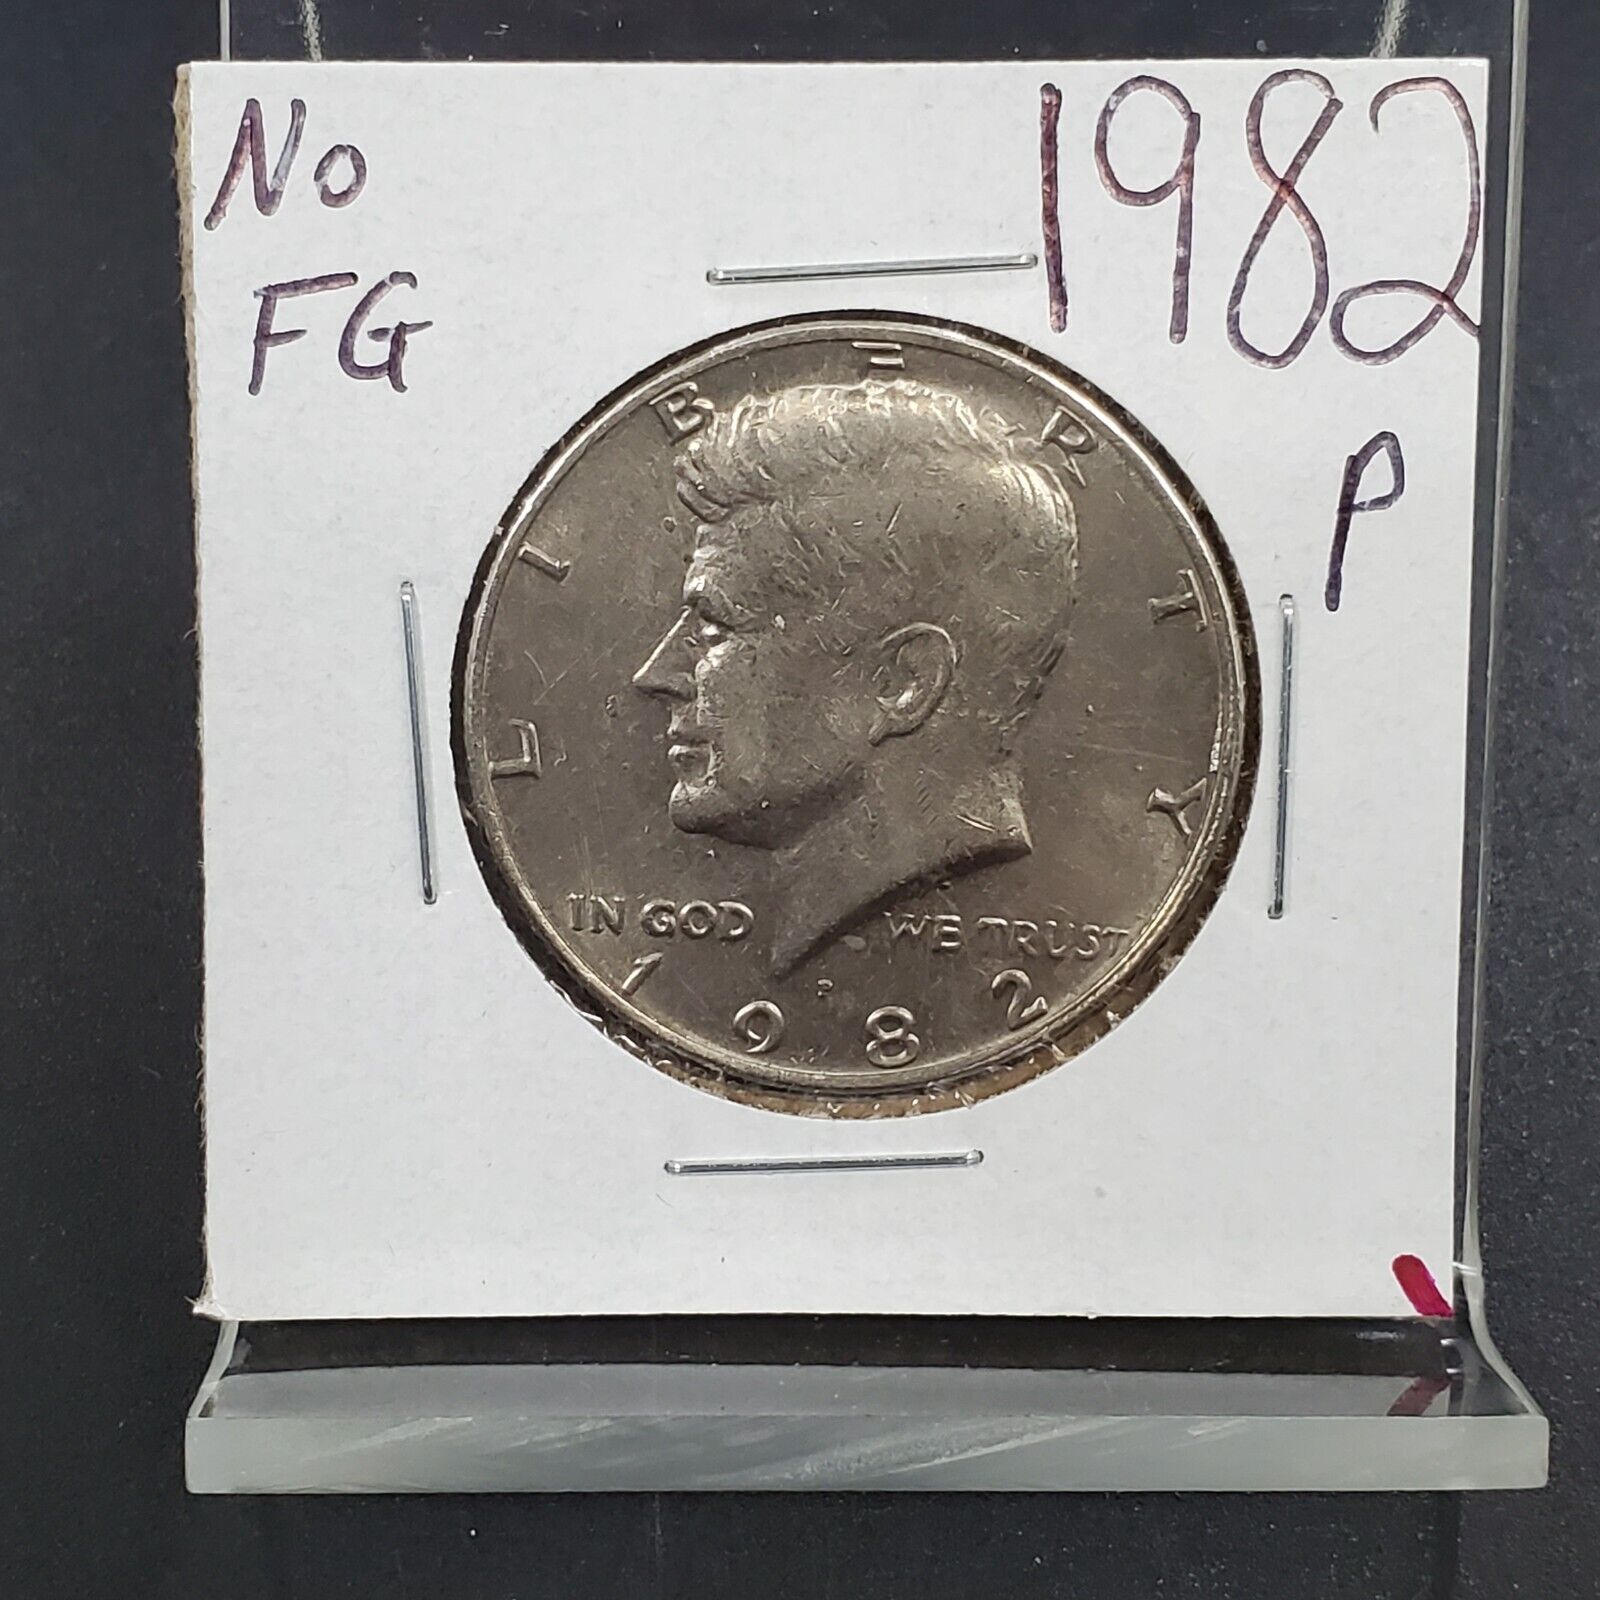 No
FG
1982
P
LIBERTY
IN GOD WE TRUST
P
1982